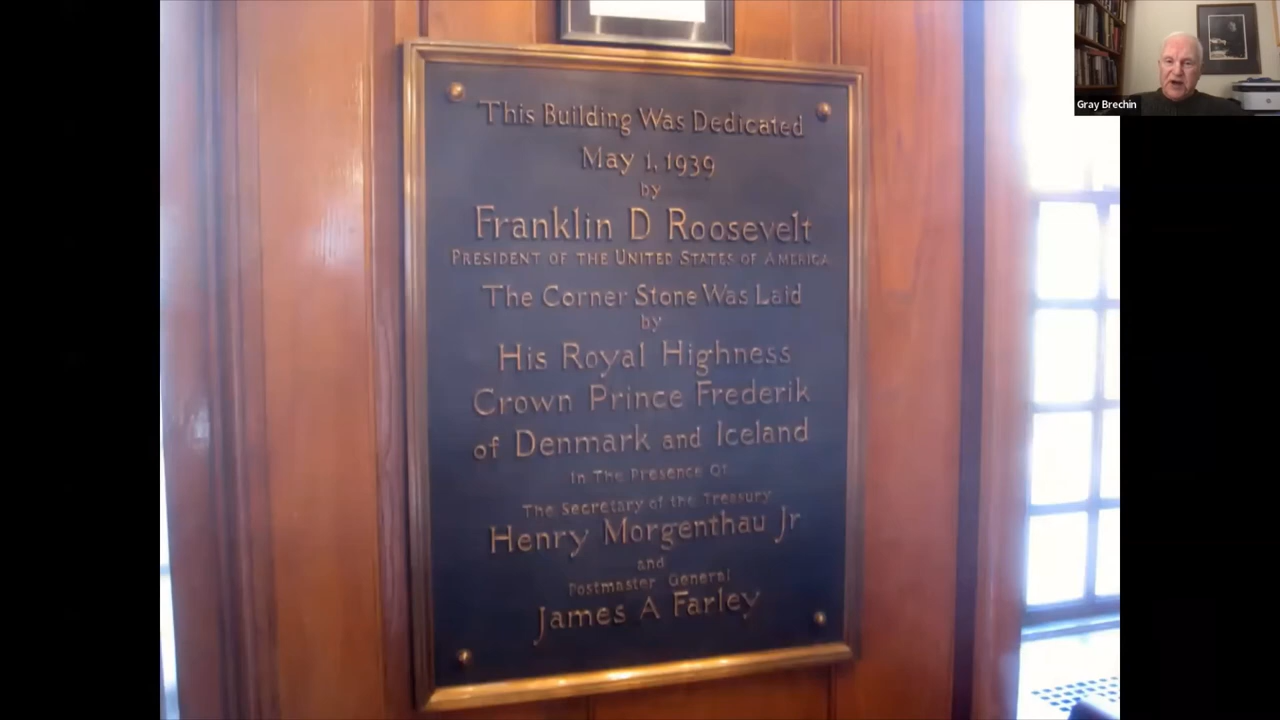 This Building Was Dedicated
May 1, 1939
by
Franklin D Roosevelt
PRESIDENT OF THE UNITED STATES OF AMERICA
The Corner Stone Was Laid
by
His Royal Highness
Crown Prince Frederik
of Denmark and Iceland
In The Presence Of
The Secretary of the Treasury
Henry Morgenthau Jr
and
Postmaster General
James A Farley
Gray Brechin